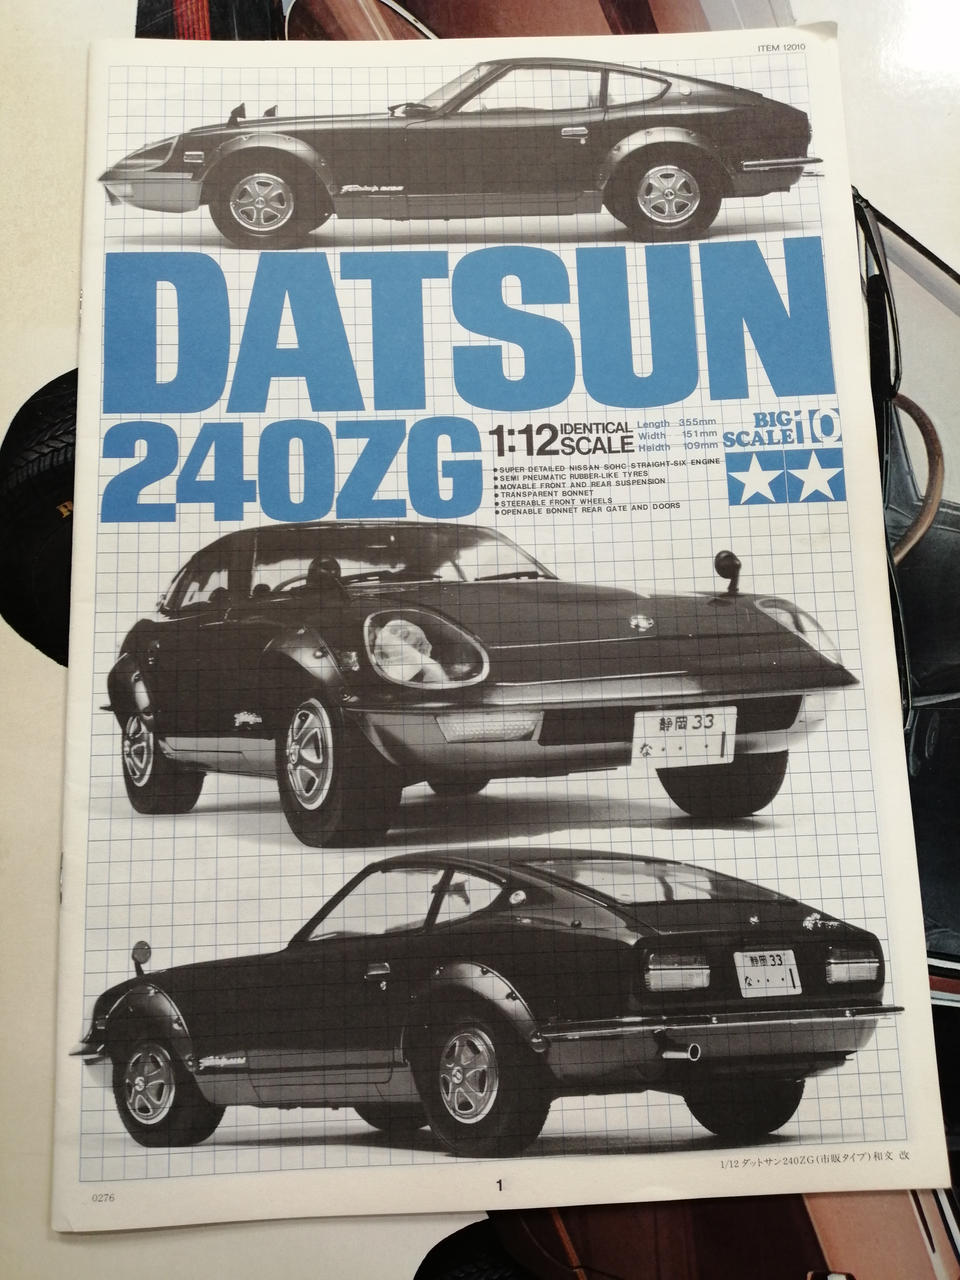 ITEM 12010
DATSUN
240ZG
1:12 IDENTICAL SCALE
Length 355mm
Width 151mm
Heidth 109mm
BIG SCALE 10
●SUPER DETAILED NISSAN SOHC STRAIGHT-SIX ENGINE
●SEMI PNEUMATIC RUBBER-LIKE TYRES
●MOVABLE FRONT AND REAR SUSPENSION
●TRANSPARENT BONNET
●STEERABLE FRONT WHEELS
●OPENABLE BONNET REAR GATE AND DOORS
静岡 33
な・・・1
静岡 33
な・・・1
1/12 ダットサン240ZG(市販タイプ)和文 改
0276
1